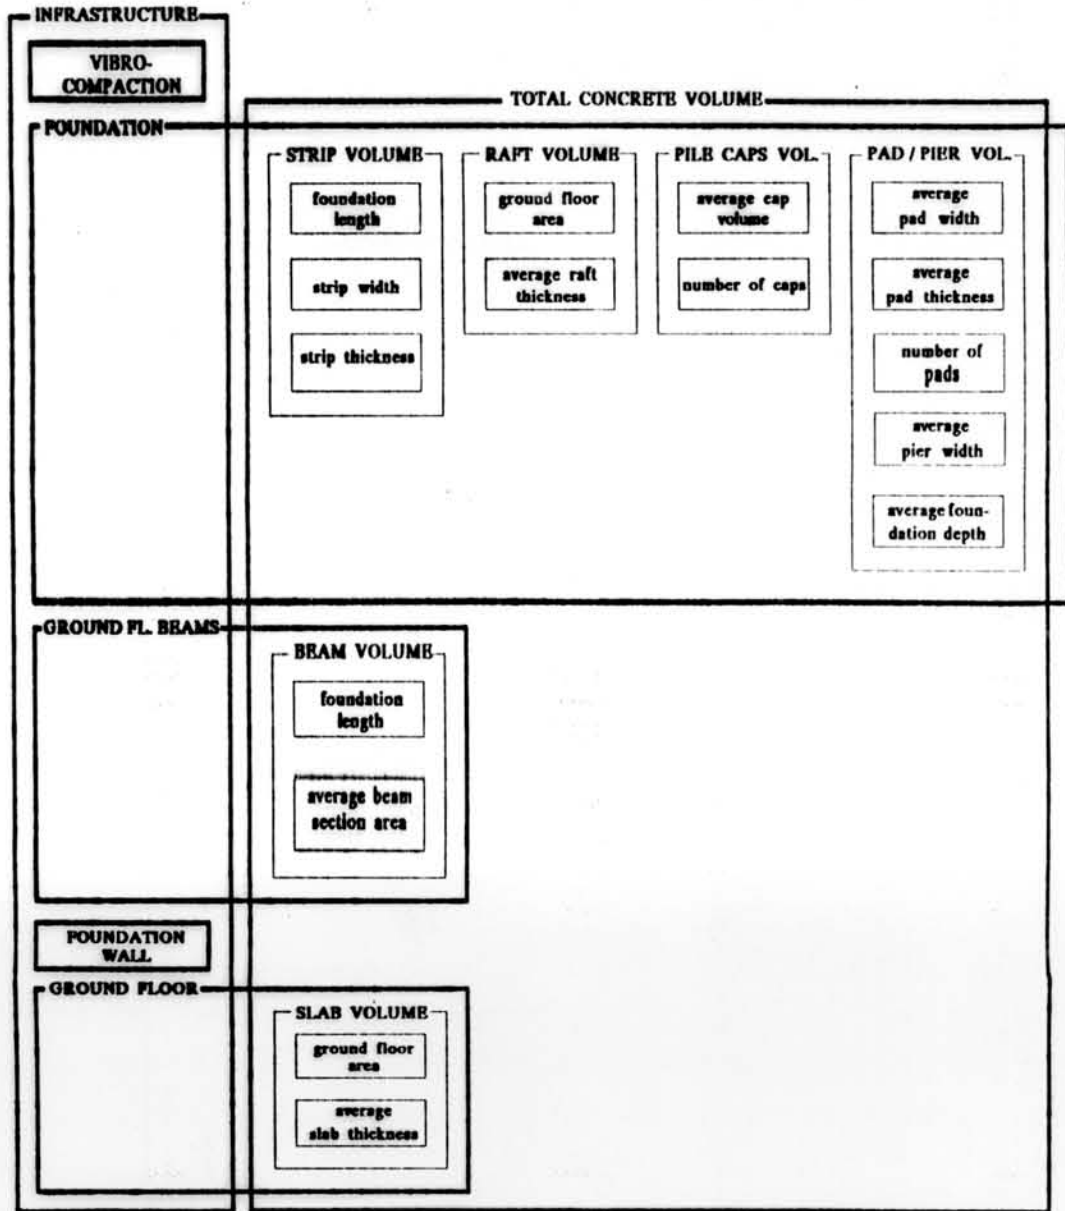 INFRASTRUCTURE
VIBRO-
COMPACTION
TOTAL CONCRETE VOLUME
FOUNDATION
STRIP VOLUME
foundation
length
strip width
strip thickness
RAFT VOLUME
ground floor
area
average raft
thickness
PILE CAPS VOL.
average cap
volume
number of caps
PAD / PIER VOL.
average
pad width
average
pad thickness
number of
pads
average
pier width
average foun-
dation depth
GROUND FL. BEAMS
BEAM VOLUME
foundation
length
average beam
section area
FOUNDATION
WALL
GROUND FLOOR
SLAB VOLUME
ground floor
area
average
slab thickness